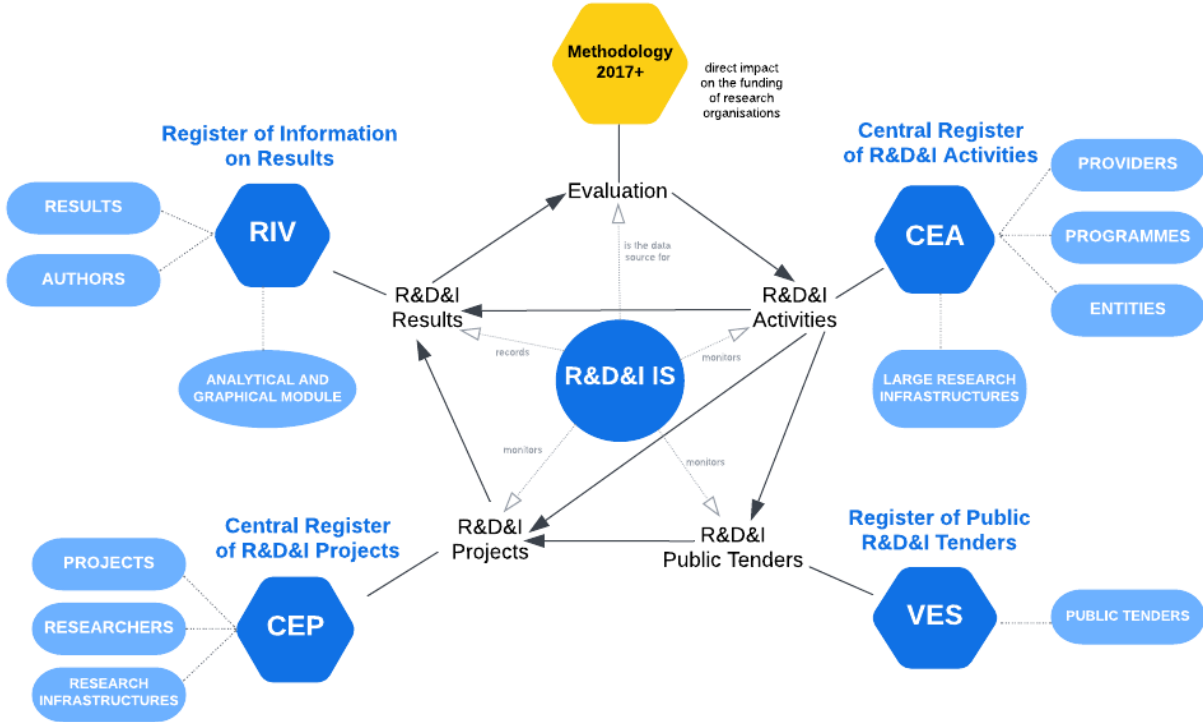 Methodology
2017+
direct impact
on the funding
of research
organisations
Register of Information
on Results
Central Register
of R&D&I Activities
RESULTS
AUTHORS
RIV
ANALYTICAL AND
GRAPHICAL MODULE
Evaluation
is the data
source for
CEA
PROVIDERS
PROGRAMMES
ENTITIES
LARGE RESEARCH
INFRASTRUCTURES
R&D&I
Results
R&D&I
Activities
records
R&D&I IS
monitors
monitors
monitors
R&D&I
Projects
R&D&I
Public Tenders
Central Register
of R&D&I Projects
PROJECTS
RESEARCHERS
RESEARCH
INFRASTRUCTURES
CEP
Register of Public
R&D&I Tenders
VES
PUBLIC TENDERS